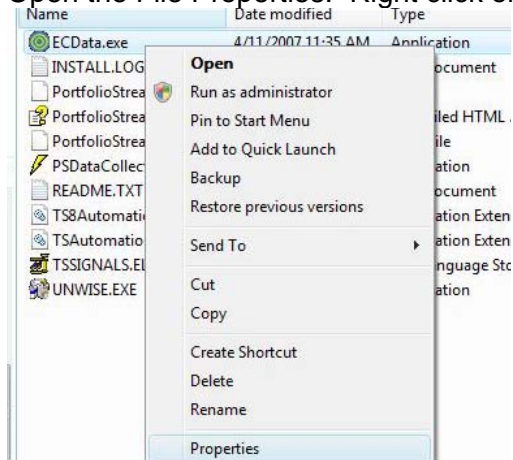 Open the File Properties. Right click on
Name Date modified Type
ECData.exe 4/11/2007 11:35 AM Application
INSTALL.LOG Open ocument
PortfolioStrea Run as administrator
PortfolioStrea Pin to Start Menu iled HTML
PortfolioStrea Add to Quick Launch ile
PSDataCollec Backup ation
README.TXT Restore previous versions ocument
TS8Automati ation Exten
TSAutomatio Send To ation Exten
TSSIGNALS.EL nguage Sto
UNWISE.EXE Cut ation
Copy
Create Shortcut
Delete
Rename
Properties